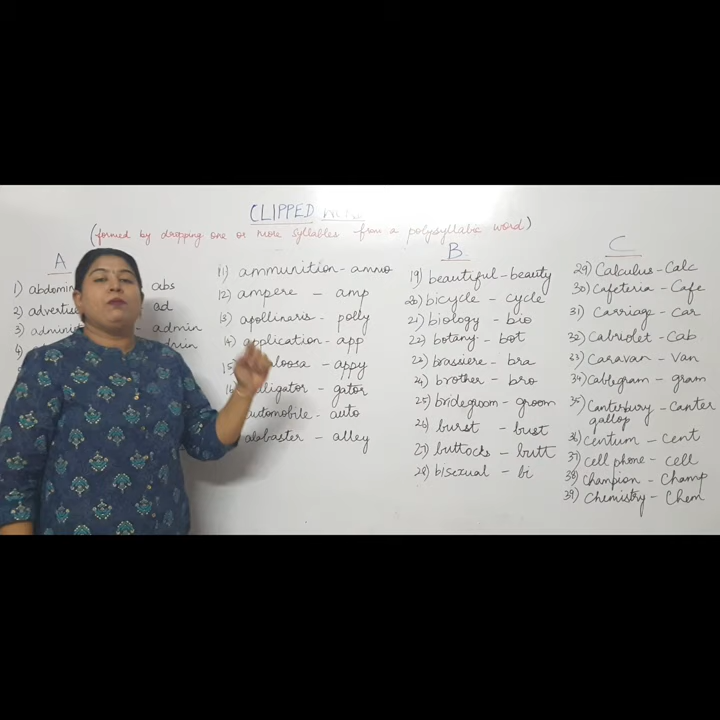 CLIPPED
(formed by dropping one or more syllables from a polysyllabic word)
A
1) abs
2) ad
3) - admin
4)
11) ammunition - ammo
12) ampere - amp
13) apollinaris - polly
14) application - app
15) - appy
16) - gator
automobile - auto
alabaster - alley
B
19) beautiful - beauty
20) bicycle - cycle
21) biology - bio
22) botany - bot
23) brassiere - bra
24) brother - bro
25) bridegroom - groom
26) burst - bust
27) buttocks - butt
28) bisexual - bi
C
29) Calculus - Calc
30) Cafeteria - Cafe
31) Carriage - car
32) Cabriolet - Cab
33) Caravan - Van
34) Cablegram - gram
35) Canterbury - Canter
gallop
36) Centum - Cent
37) cell phone - cell
38) champion - Champ
39) Chemistry - Chem